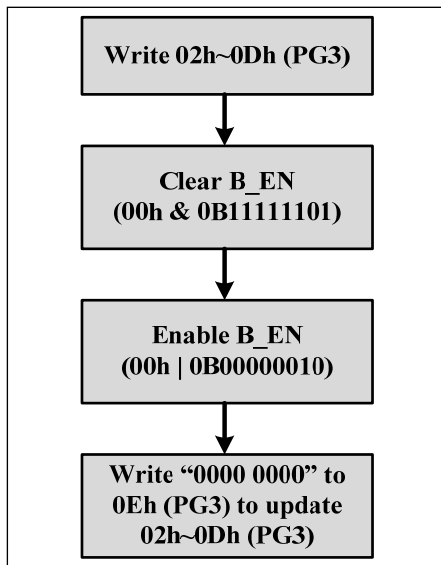 Write 02h~0Dh (PG3)
Clear B_EN
(00h & 0B11111101)
Enable B_EN
(00h | 0B00000010)
Write “0000 0000” to
0Eh (PG3) to update
02h~0Dh (PG3)